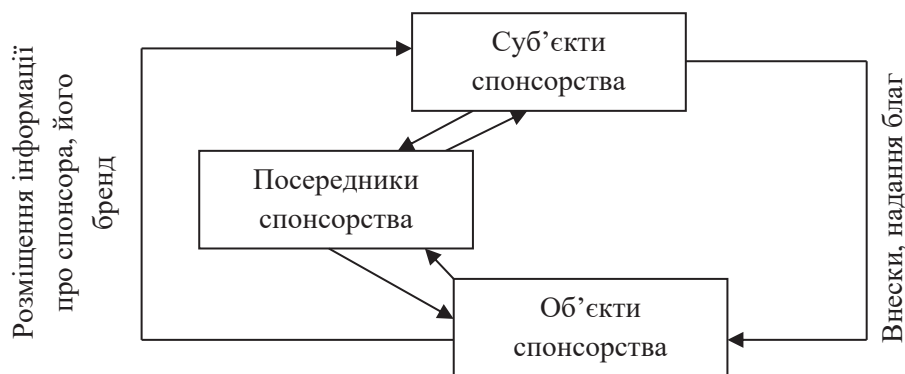 Розміщення інформації
про спонсора, його
бренд
Суб’єкти
спонсорства
Посередники
спонсорства
Об’єкти
спонсорства
Внески, надання благ